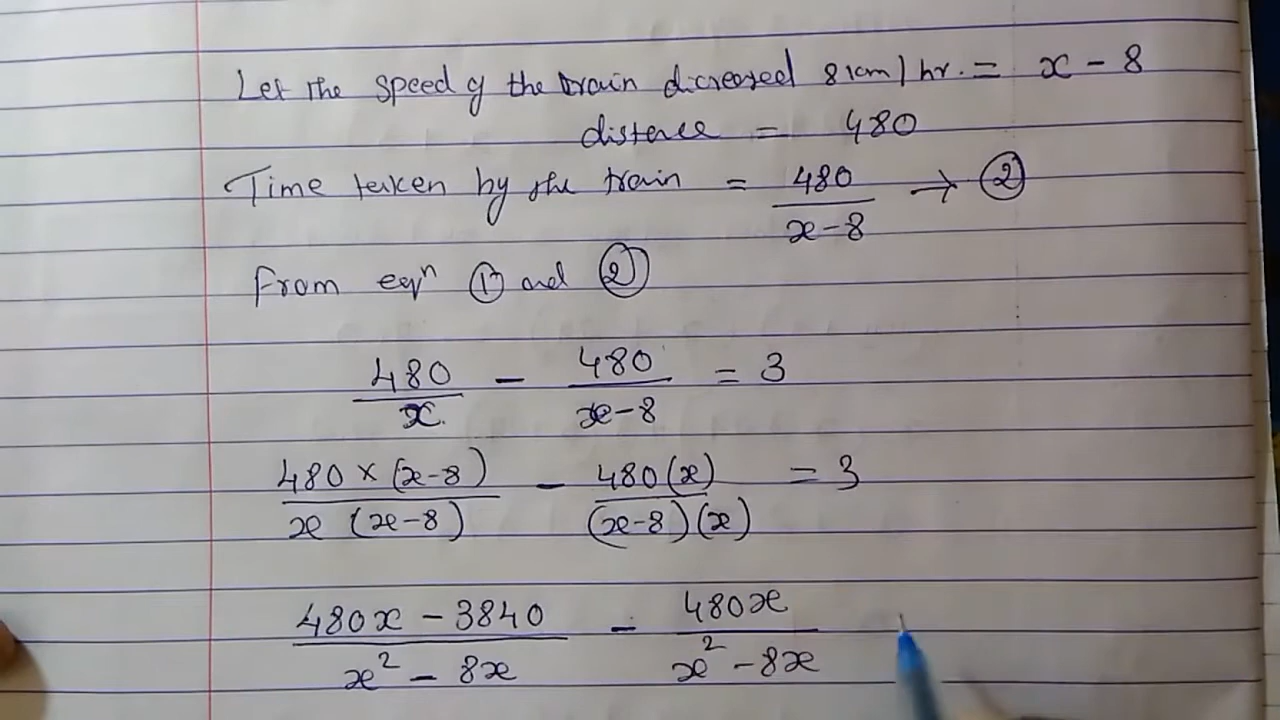 Let the speed of the train dicreased 8 km/hr. = x - 8
distence = 480
Time taken by the train = 480/(x-8) → ②
From eqⁿ ① and ②
480/x - 480/(x-8) = 3
480×(x-8)/x(x-8) - 480(x)/(x-8)(x) = 3
(480x - 3840)/(x² - 8x) - 480x/(x² - 8x)